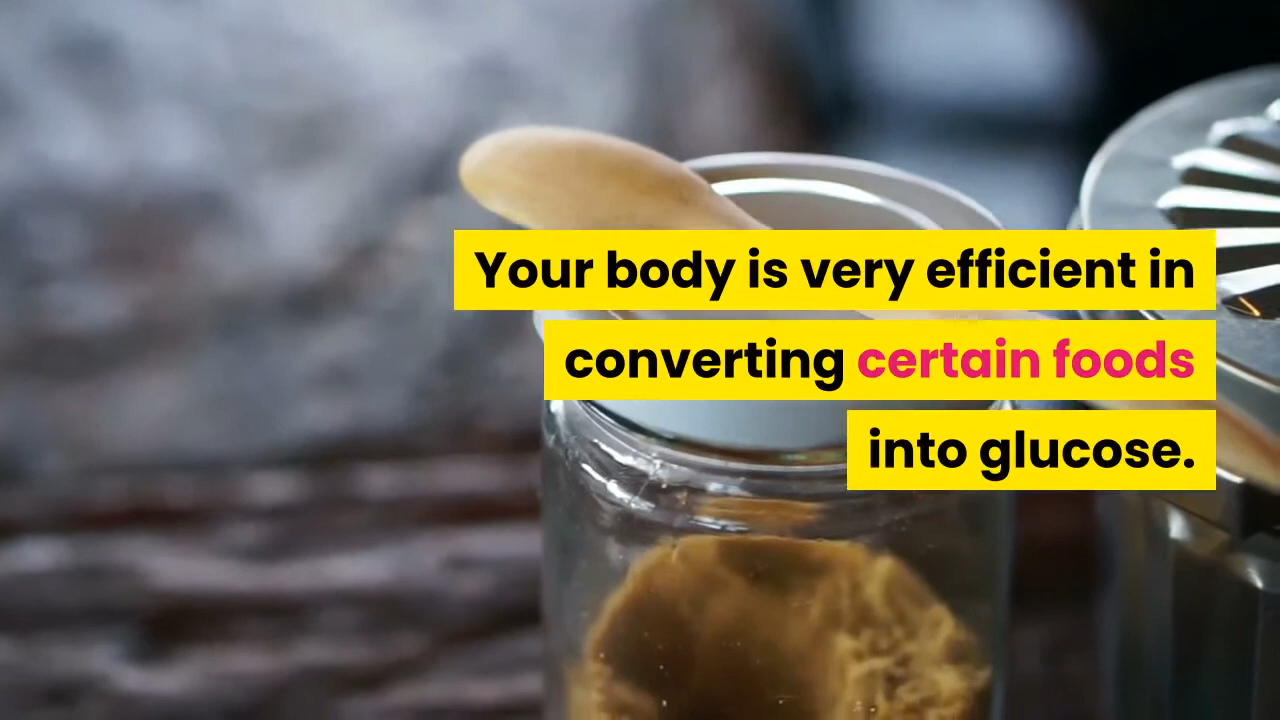 Your body is very efficient in
converting certain foods
into glucose.